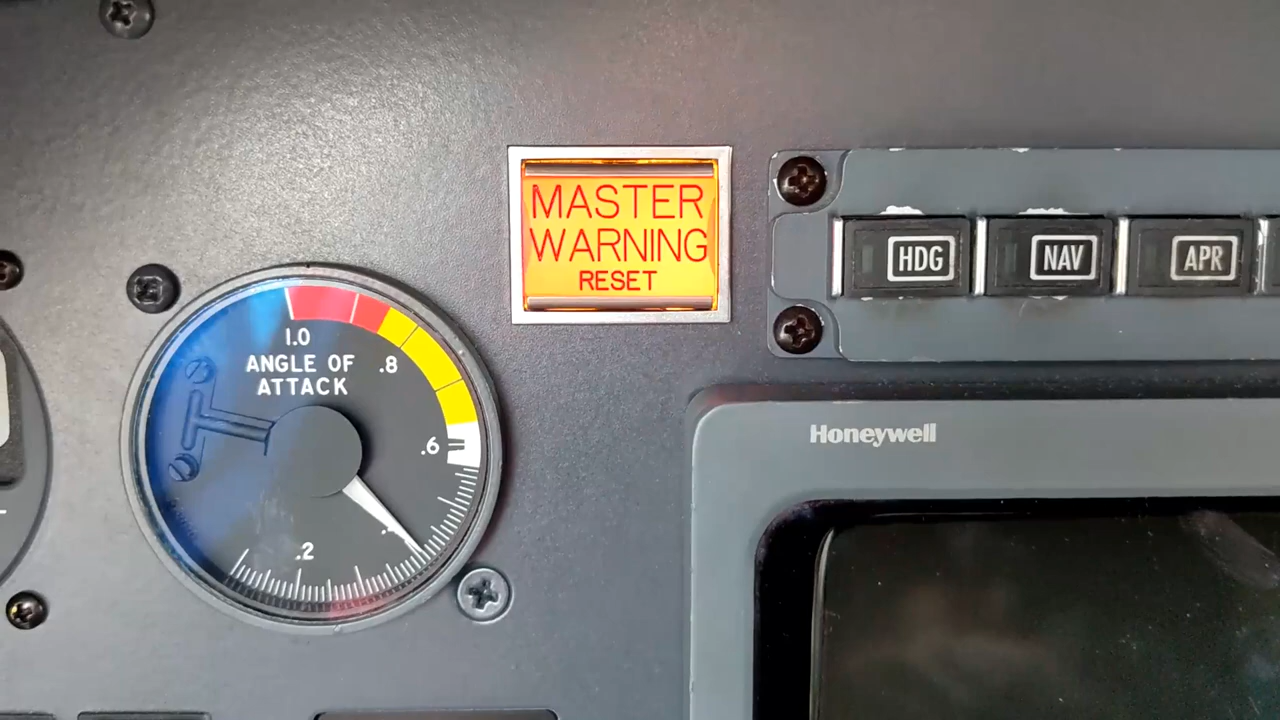 MASTER
WARNING
RESET
HDG
NAV
APR
1.0
ANGLE OF
ATTACK
.8
.6
.2
Honeywell